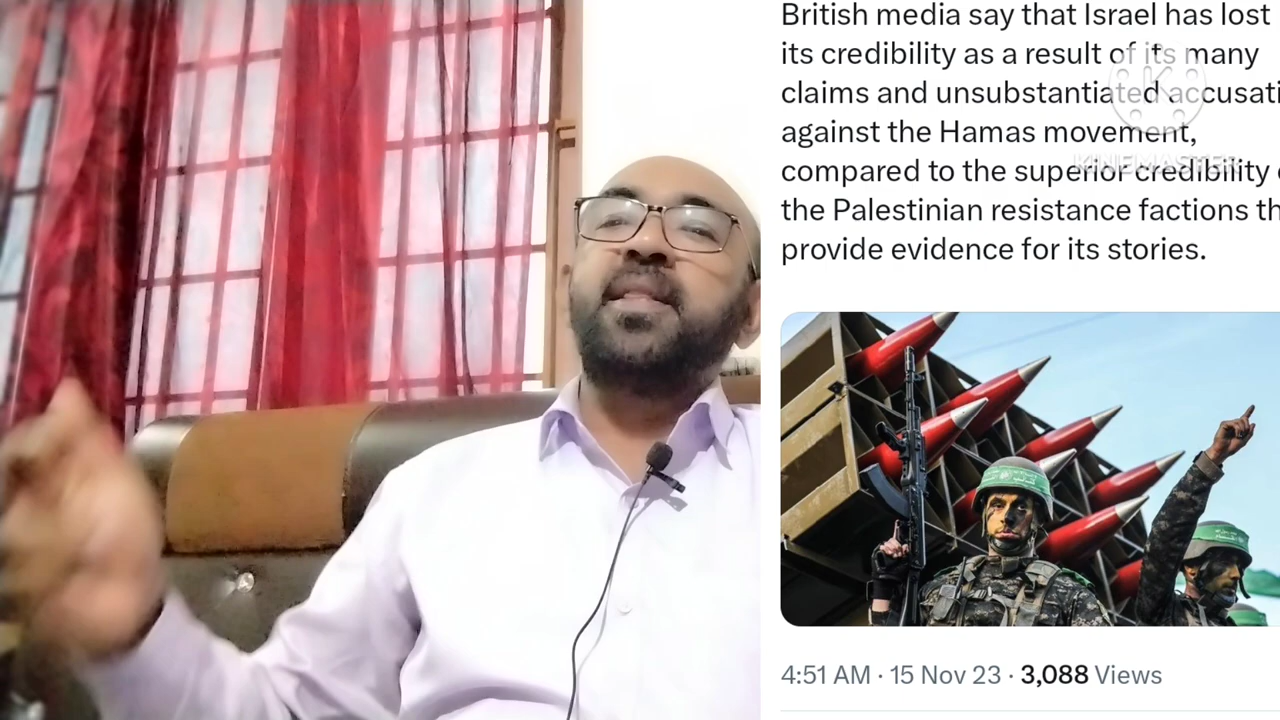 British media say that Israel has lost
its credibility as a result of its many
claims and unsubstantiated accusati
against the Hamas movement,
compared to the superior credibility
the Palestinian resistance factions th
provide evidence for its stories.
KINEMASTER
4:51 AM · 15 Nov 23 · 3,088 Views